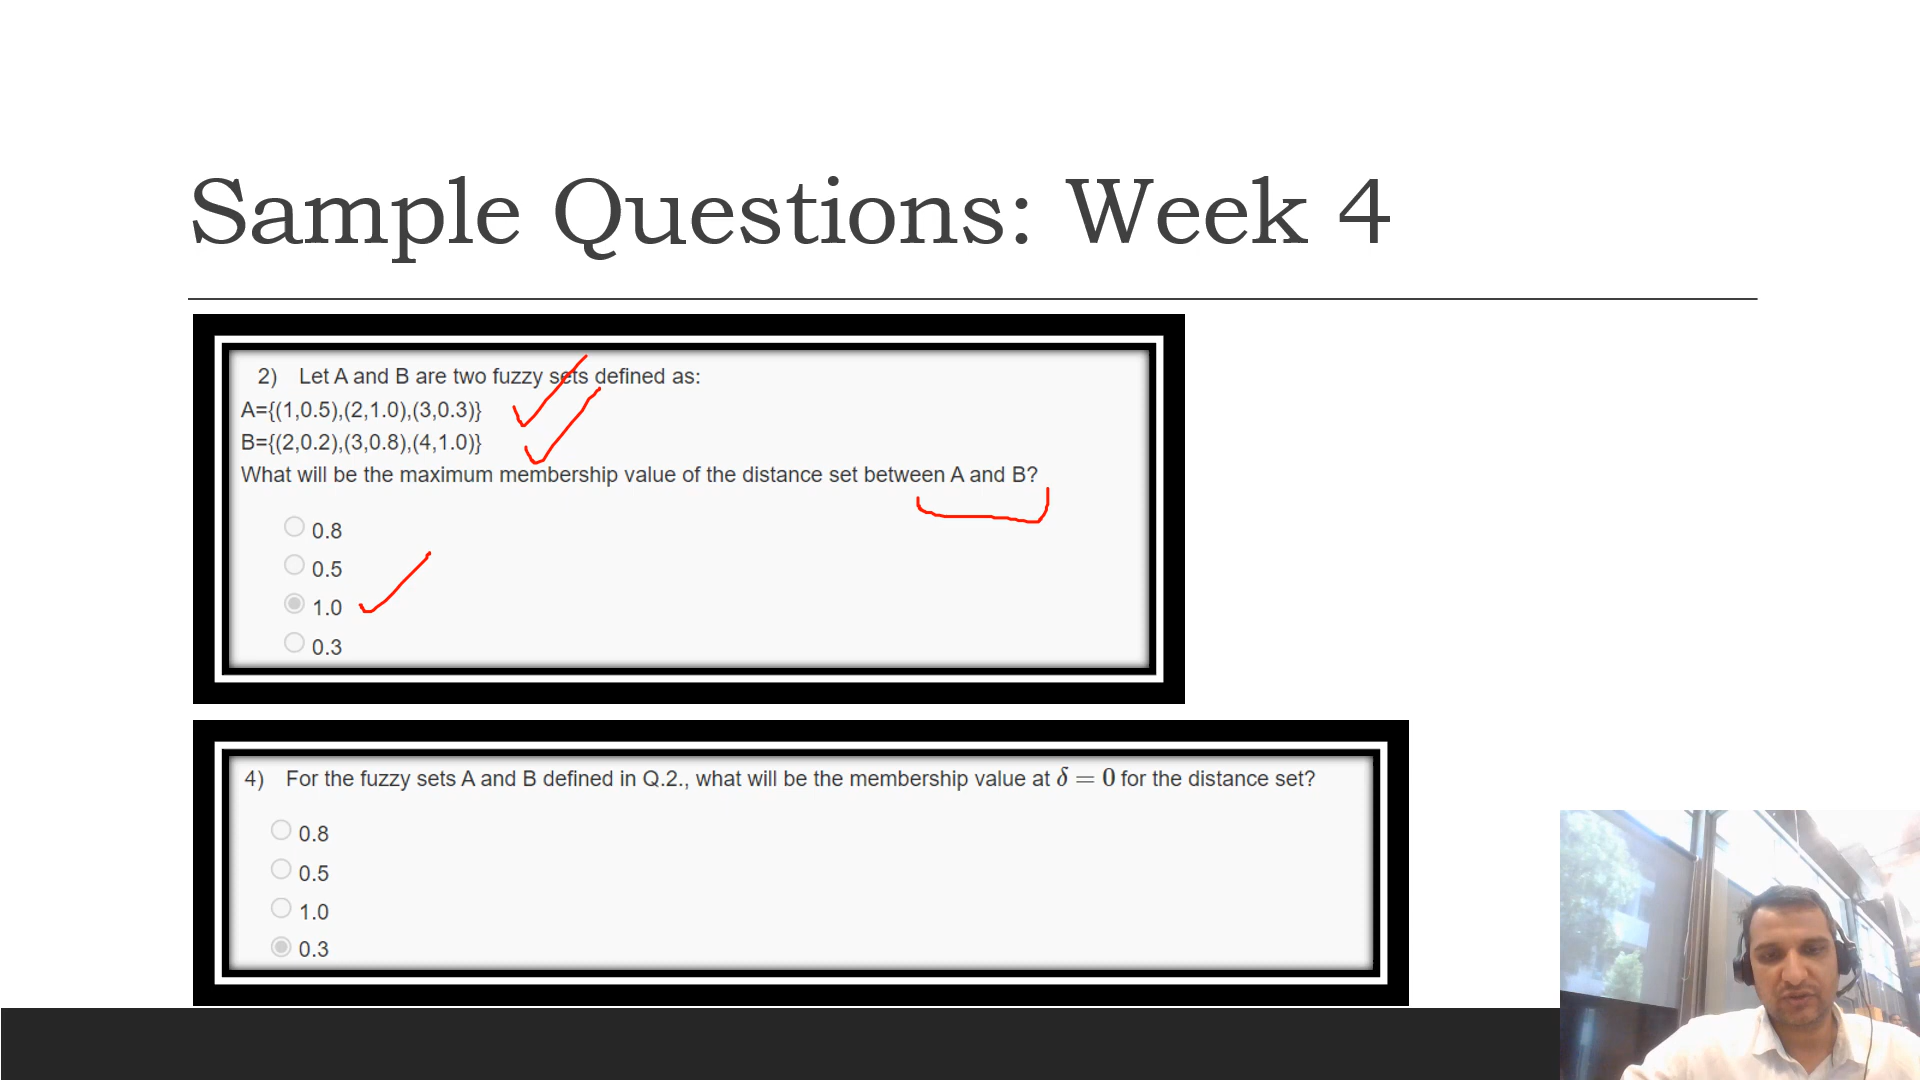 Sample Questions: Week 4
2) Let A and B are two fuzzy sets defined as:
A={(1,0.5),(2,1.0),(3,0.3)}
B={(2,0.2),(3,0.8),(4,1.0)}
What will be the maximum membership value of the distance set between A and B?
0.8
0.5
1.0
0.3
4) For the fuzzy sets A and B defined in Q.2., what will be the membership value at δ = 0 for the distance set?
0.8
0.5
1.0
0.3